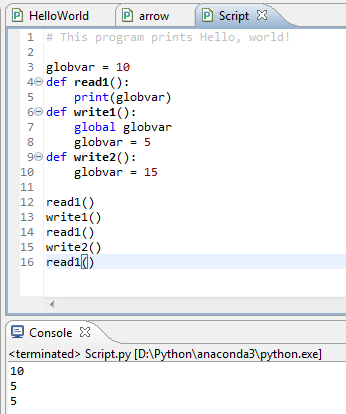 HelloWorld arrow Script
1 # This program prints Hello, world!
2
3 globvar = 10
4 def read1():
5     print(globvar)
6 def write1():
7     global globvar
8     globvar = 5
9 def write2():
10     globvar = 15
11
12 read1()
13 write1()
14 read1()
15 write2()
16 read1()
Console
<terminated> Script.py [D:\Python\anaconda3\python.exe]
10
5
5